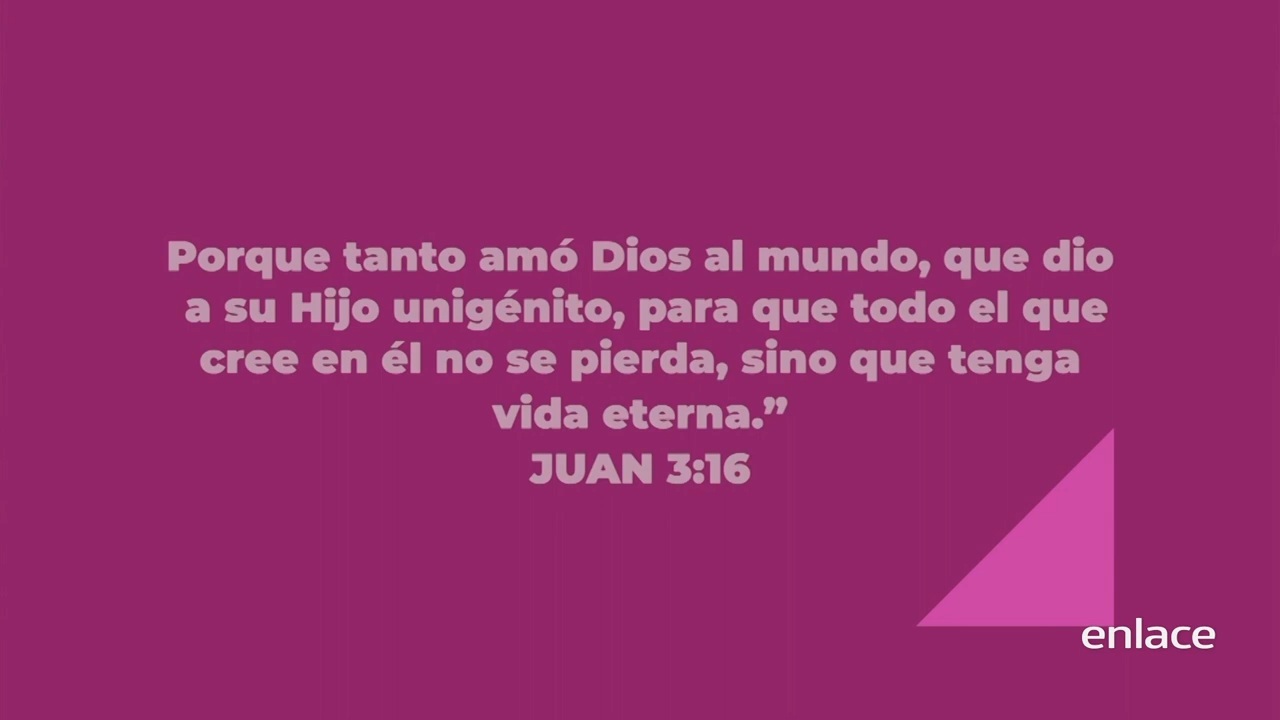 Porque tanto amó Dios al mundo, que dio
a su Hijo unigénito, para que todo el que
cree en él no se pierda, sino que tenga
vida eterna.”
JUAN 3:16
enlace